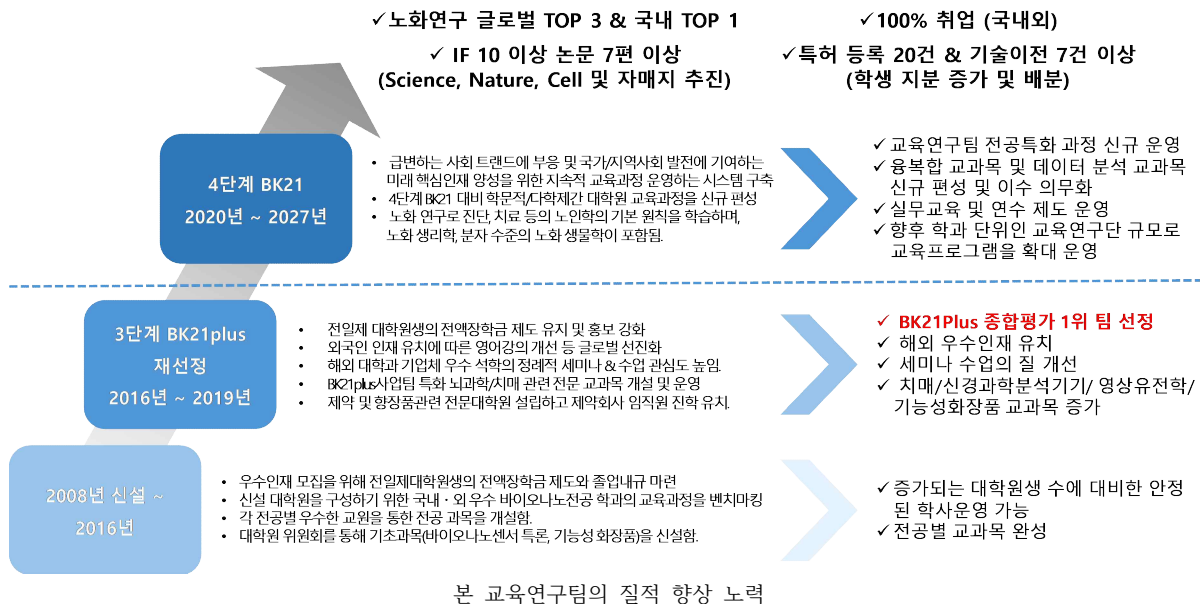 ✓노화연구 글로벌 TOP 3 & 국내 TOP 1
✓ IF 10 이상 논문 7편 이상
(Science, Nature, Cell 및 자매지 추진)
✓100% 취업 (국내외)
✓특허 등록 20건 & 기술이전 7건 이상
(학생 지분 증가 및 배분)
4단계 BK21
2020년 ~ 2027년
• 급변하는 사회 트랜드에 부응 및 국가/지역사회 발전에 기여하는
미래 핵심인재 양성을 위한 지속적 교육과정 운영하는 시스템 구축
• 4단계 BK21 대비 학문적/다학제간 대학원 교육과정을 신규 편성
• 노화 연구로 진단, 치료 등의 노인학의 기본 원칙을 학습하며,
노화 생리학, 분자 수준의 노화 생물학이 포함됨.
✓교육연구팀 전공특화 과정 신규 운영
✓융복합 교과목 및 데이터 분석 교과목
신규 편성 및 이수 의무화
✓실무교육 및 연수 제도 운영
✓향후 학과 단위인 교육연구단 규모로
교육프로그램을 확대 운영
3단계 BK21plus
재선정
2016년 ~ 2019년
• 전일제 대학원생의 전액장학금 제도 유지 및 홍보 강화
• 외국인 인재 유치에 따른 영어강의 개선 등 글로벌 선진화
• 해외 대학과 기업체 우수 석학의 정례적 세미나 & 수업 관심도 높임.
• BK21plus사업팀 특화 뇌과학/치매 관련 전문 교과목 개설 및 운영
• 제약 및 향장품관련 전문대학원 설립하고 제약회사 임직원 진학 유치.
✓ BK21Plus 종합평가 1위 팀 선정
✓ 해외 우수인재 유치
✓ 세미나 수업의 질 개선
✓ 치매/신경과학분석기기/ 영상유전학/
기능성화장품 교과목 증가
2008년 신설 ~
2016년
• 우수인재 모집을 위해 전일제대학원생의 전액장학금 제도와 졸업내규 마련
• 신설 대학원을 구성하기 위한 국내 · 외 우수 바이오나노전공 학과의 교육과정을 벤치마킹
• 각 전공별 우수한 교원을 통한 전공 과목을 개설함.
• 대학원 위원회를 통해 기초과목(바이오나노센서 특론, 기능성 화장품)을 신설함.
✓증가되는 대학원생 수에 대비한 안정
된 학사운영 가능
✓전공별 교과목 완성
본 교육연구팀의 질적 향상 노력